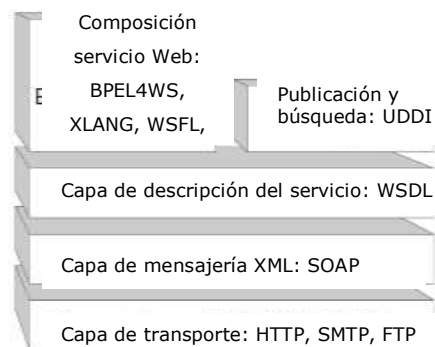 Composición
servicio Web:
BPEL4WS,
XLANG, WSFL,
Publicación y
búsqueda: UDDI
Capa de descripción del servicio: WSDL
Capa de mensajería XML: SOAP
Capa de transporte: HTTP, SMTP, FTP